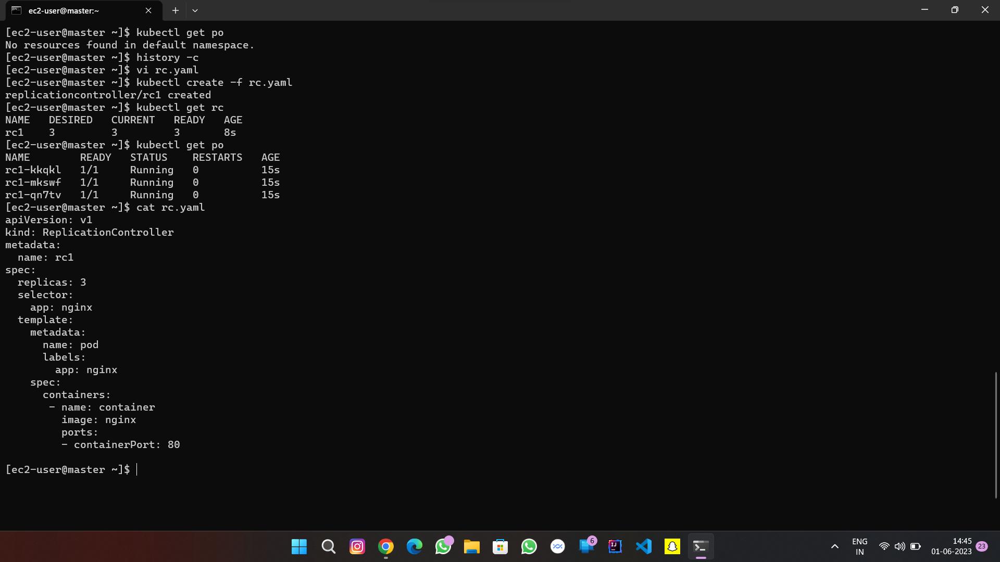 ec2-user@master:~
[ec2-user@master ~]$ kubectl get po
No resources found in default namespace.
[ec2-user@master ~]$ history -c
[ec2-user@master ~]$ vi rc.yaml
[ec2-user@master ~]$ kubectl create -f rc.yaml
replicationcontroller/rc1 created
[ec2-user@master ~]$ kubectl get rc
NAME   DESIRED   CURRENT   READY   AGE
rc1    3         3         3       8s
[ec2-user@master ~]$ kubectl get po
NAME        READY   STATUS    RESTARTS   AGE
rc1-kkqkl   1/1     Running   0          15s
rc1-mkswf   1/1     Running   0          15s
rc1-qn7tv   1/1     Running   0          15s
[ec2-user@master ~]$ cat rc.yaml
apiVersion: v1
kind: ReplicationController
metadata:
  name: rc1
spec:
  replicas: 3
  selector:
    app: nginx
  template:
    metadata:
      name: pod
      labels:
        app: nginx
    spec:
      containers:
       - name: container
         image: nginx
         ports:
         - containerPort: 80

[ec2-user@master ~]$
6
IJ
ENG
IN
14:45
01-06-2023
23